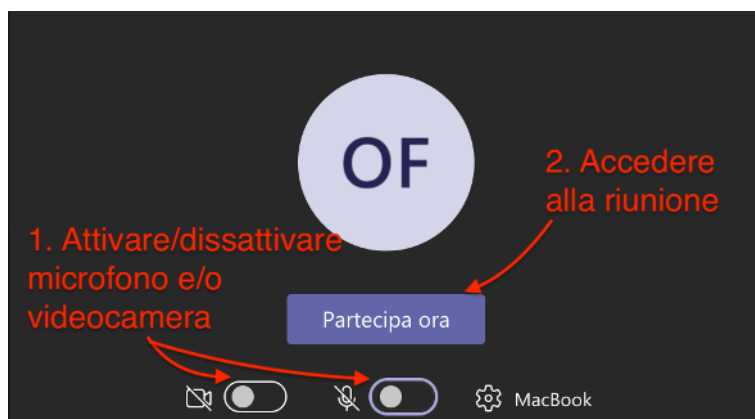 OF
2. Accedere
alla riunione
1. Attivare/dissattivare
microfono e/o
videocamera
Partecipa ora
MacBook